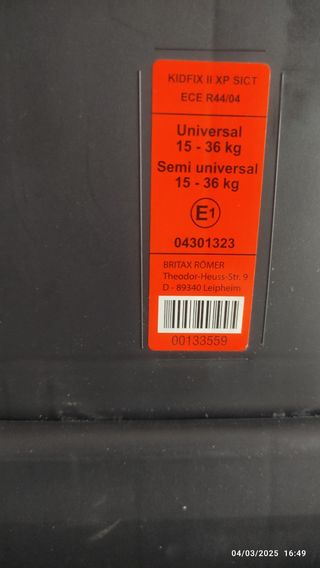 KIDFIX II XP SICT
ECE R44/04
Universal
15 - 36 kg
Semi universal
15 - 36 kg
E1
04301323
BRITAX RÖMER
Theodor-Heuss-Str. 9
D - 89340 Leipheim
00133559
04/03/2025 16:49